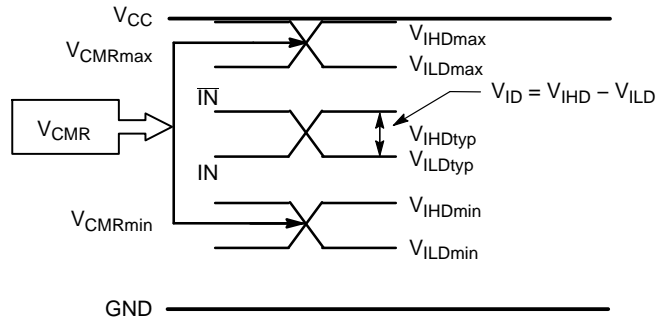 VCC
VIHDmax
VCMRmax
VILDmax
IN
VID = VIHD − VILD
VCMR
VIHDtyp
VILDtyp
IN
VIHDmin
VCMRmin
VILDmin
GND